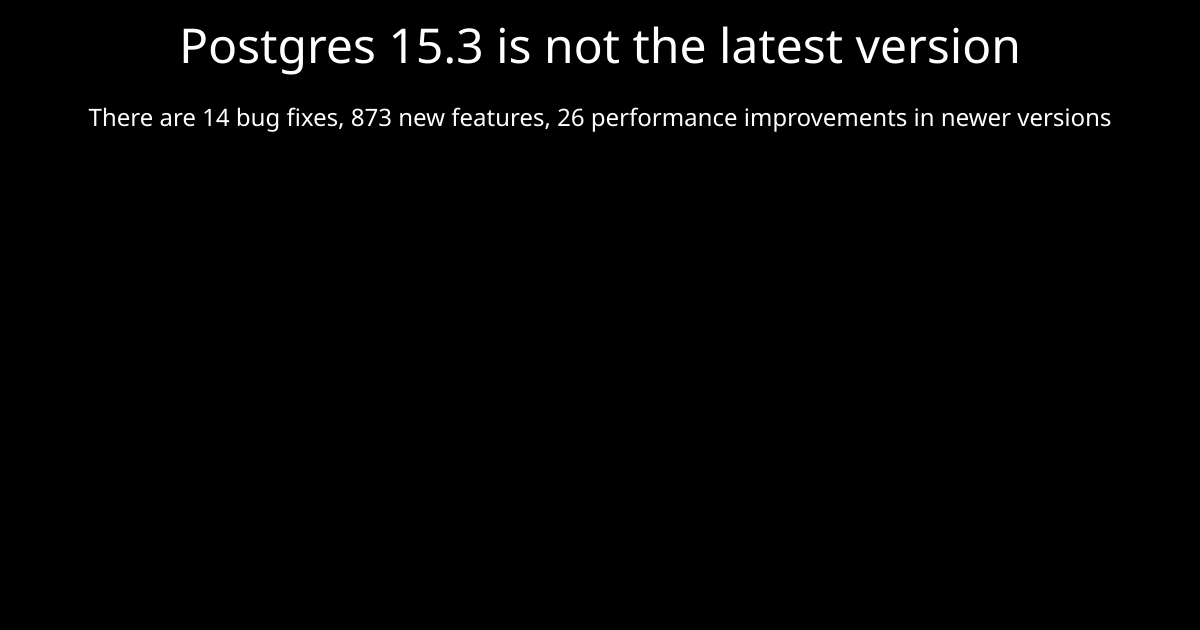 Postgres 15.3 is not the latest version
There are 14 bug fixes, 873 new features, 26 performance improvements in newer versions